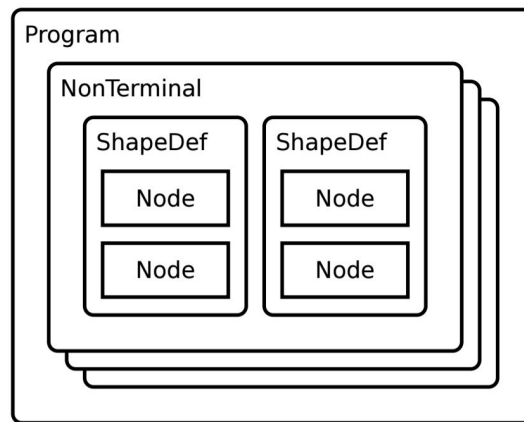 Program
NonTerminal
ShapeDef ShapeDef
Node Node
Node Node